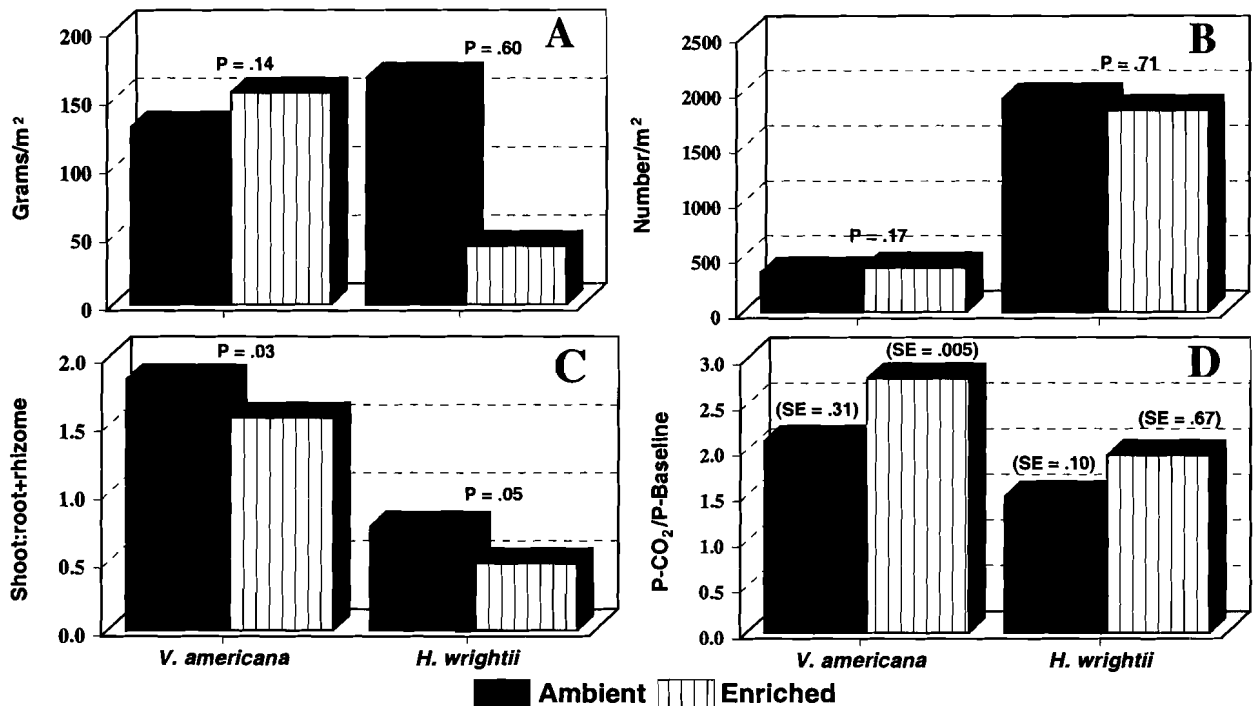 A
Grams/m²
200
150
100
50
0
P = .14
P = .60
B
Number/m²
2500
2000
1500
1000
500
0
P = .17
P = .71
C
Shoot:root+rhizome
2.0
1.5
1.0
0.5
0.0
P = .03
P = .05
V. americana
H. wrightii
D
P-CO₂/P-Baseline
3.0
2.5
2.0
1.5
1.0
0.5
0.0
(SE = .31)
(SE = .005)
(SE = .10)
(SE = .67)
V. americana
H. wrightii
Ambient
Enriched